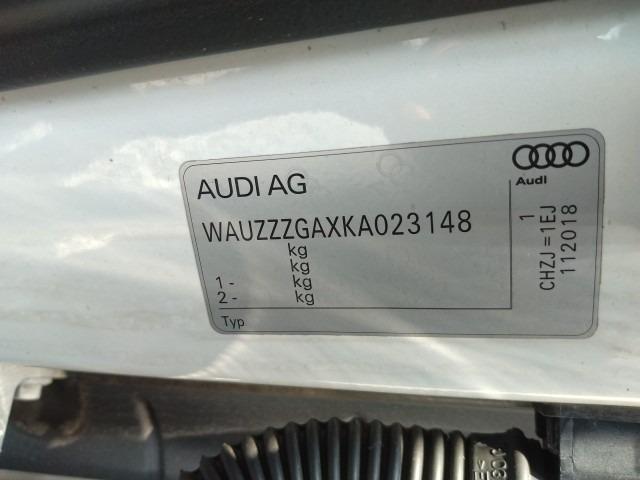 AUDI AG
Audi
WAUZZZGAXKA023148
kg
kg
1 - kg
2 - kg
Typ
1
CHZJ = 1EJ
112018